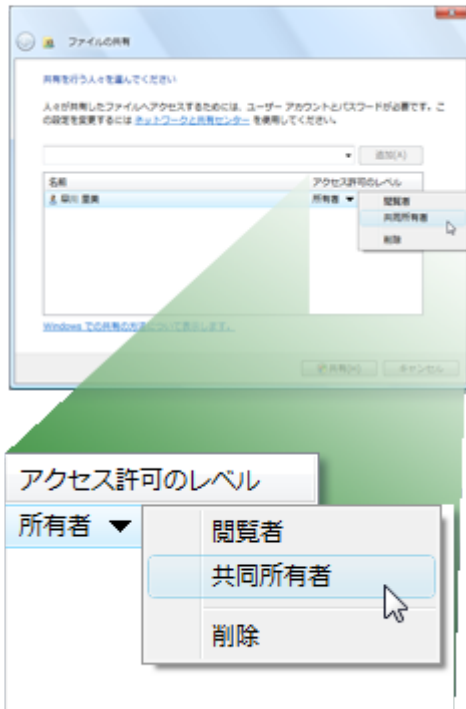 ファイルの共有
共有を行う人々を選んでください
人々が共有したファイルへアクセスするためには、ユーザー アカウントとパスワードが必要です。こ
の設定を変更するには ネットワークと共有センター を使用してください。
追加(A)
名前
アクセス許可のレベル
早川 里美
所有者
閲覧者
共同所有者
削除
Windows での共有の方法について表示します。
共有(H)
キャンセル
アクセス許可のレベル
所有者
閲覧者
共同所有者
削除